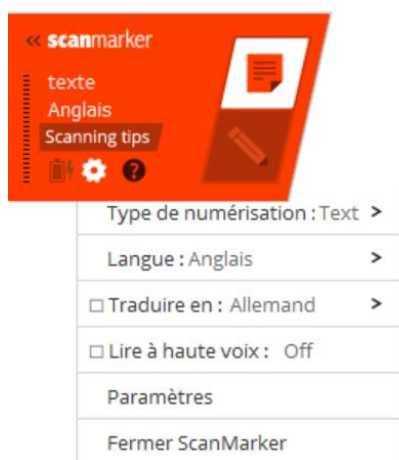 « scanmarker
texte
Anglais
Scanning tips
?
Type de numérisation : Text >
Langue : Anglais >
Traduire en : Allemand >
Lire à haute voix : Off
Paramètres
Fermer ScanMarker